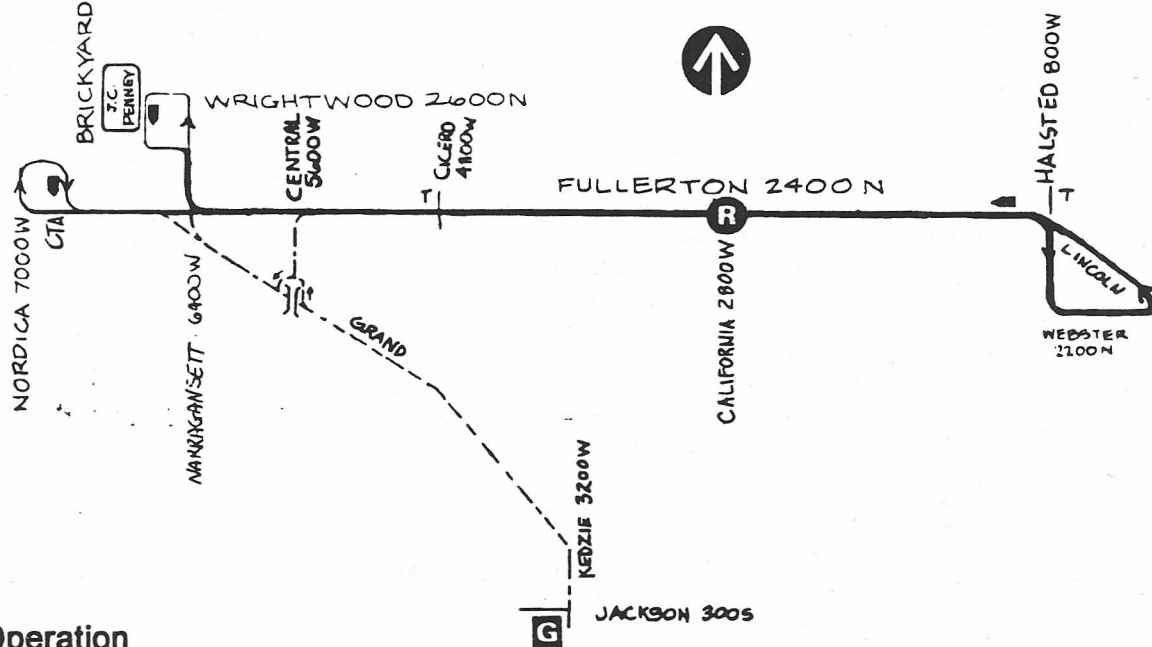 BRICKYARD
J.C.
PENNEY
WRIGHTWOOD 2600N
CENTRAL
5600W
CICERO
4800W
T
FULLERTON 2400 N
HALSTED 800W
T
NORDICA 7000W
CTA
R
LINCOLN
WEBSTER
2200N
NARRAGANSETT 6400W
GRAND
CALIFORNIA 2800W
KEDZIE 3200W
JACKSON 300S
G
Operation